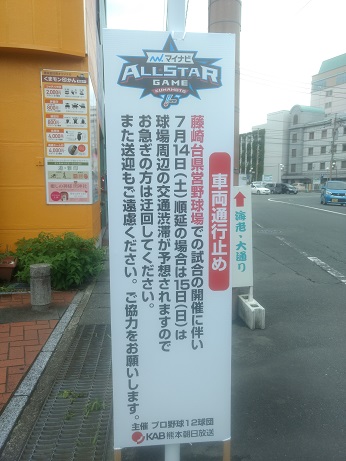 マイナビ
ALLSTAR
GAME
KUMAMOTO
車両通行止め
藤崎台県営野球場での試合の開催に伴い
7月14日(土)順延の場合は15日(日)は
球場周辺の交通渋滞が予想されますので
お急ぎの方は迂回してください。
また送迎もご遠慮ください。ご協力をお願いします。
主催 プロ野球12球団
KAB熊本朝日放送
大通り